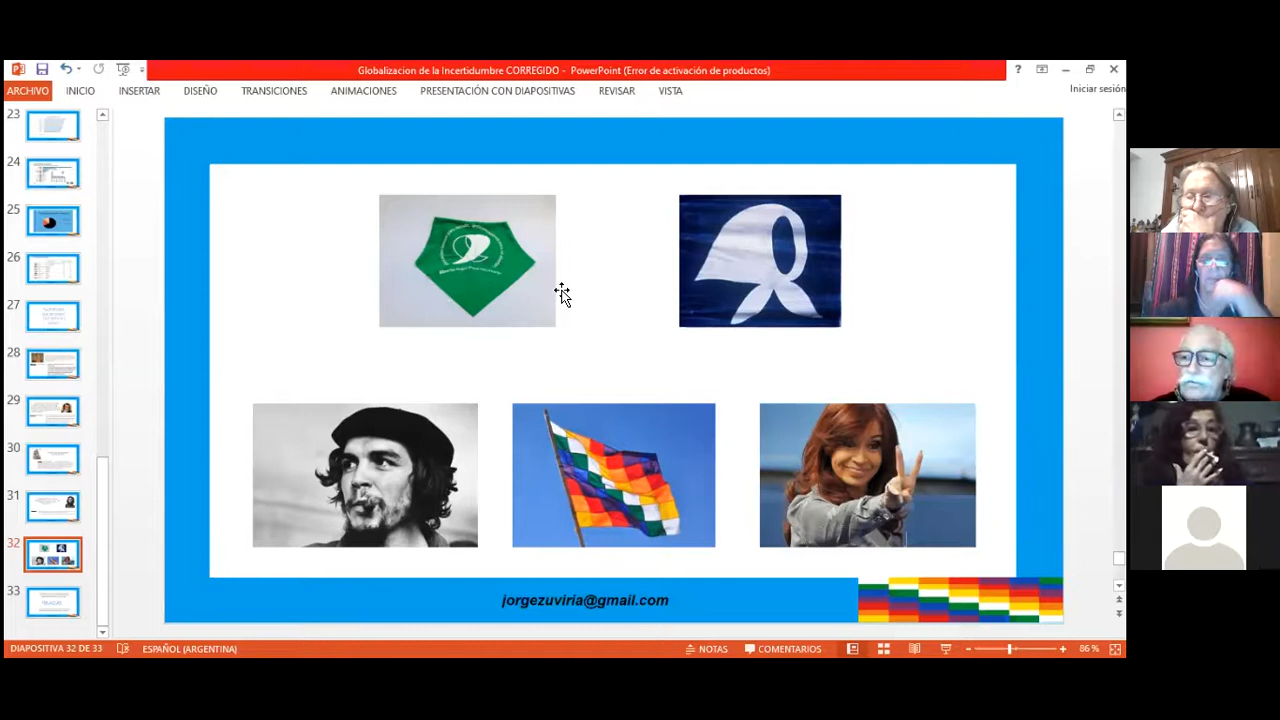 Globalizacion de la Incertidumbre CORREGIDO - PowerPoint (Error de activación de productos)
Iniciar sesión
ARCHIVO INICIO INSERTAR DISEÑO TRANSICIONES ANIMACIONES PRESENTACIÓN CON DIAPOSITIVAS REVISAR VISTA
23
24
25
26
27
28
29
30
31
32
33
jorgezuviria@gmail.com
DIAPOSITIVA 32 DE 33 ESPAÑOL (ARGENTINA) NOTAS COMENTARIOS 86 %